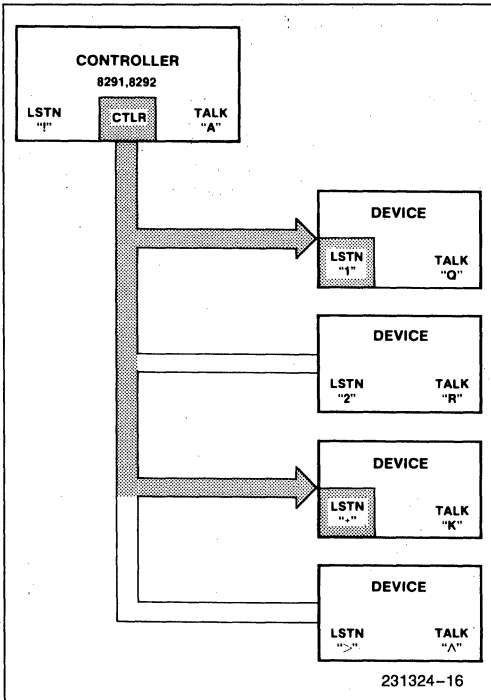 CONTROLLER
8291,8292
LSTN
"!"
CTLR
TALK
"A"
DEVICE
LSTN
"1"
TALK
"Q"
DEVICE
LSTN
"2"
TALK
"R"
DEVICE
LSTN
"+"
TALK
"K"
DEVICE
LSTN
">"
TALK
"^"
231324-16